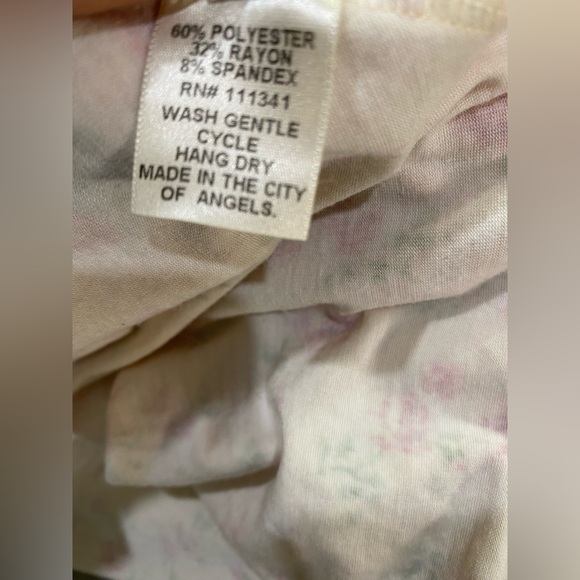 60% POLYESTER
32% RAYON
8% SPANDEX
RN# 111341
WASH GENTLE
CYCLE
HANG DRY
MADE IN THE CITY
OF ANGELS.